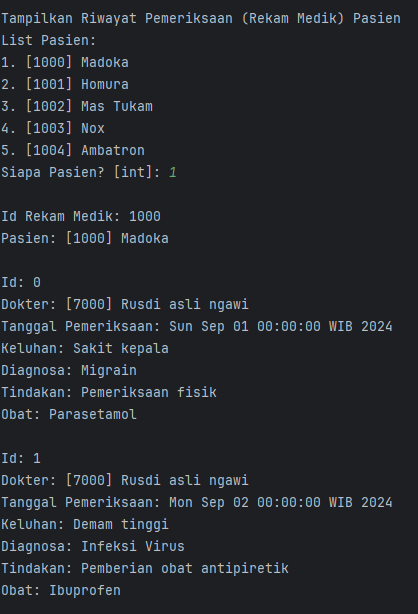 Tampilkan Riwayat Pemeriksaan (Rekam Medik) Pasien
List Pasien:
1. [1000] Madoka
2. [1001] Homura
3. [1002] Mas Tukam
4. [1003] Nox
5. [1004] Ambatron
Siapa Pasien? [int]: 1
Id Rekam Medik: 1000
Pasien: [1000] Madoka
Id: 0
Dokter: [7000] Rusdi asli ngawi
Tanggal Pemeriksaan: Sun Sep 01 00:00:00 WIB 2024
Keluhan: Sakit kepala
Diagnosa: Migrain
Tindakan: Pemeriksaan fisik
Obat: Parasetamol
Id: 1
Dokter: [7000] Rusdi asli ngawi
Tanggal Pemeriksaan: Mon Sep 02 00:00:00 WIB 2024
Keluhan: Demam tinggi
Diagnosa: Infeksi Virus
Tindakan: Pemberian obat antipiretik
Obat: Ibuprofen